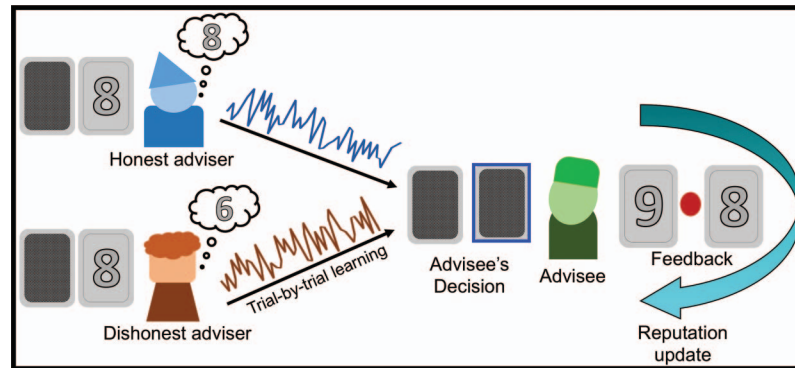 8
8
Honest adviser
6
8
Dishonest adviser
Trial-by-trial learning
Advisee's
Decision
Advisee
9 8
Feedback
Reputation
update